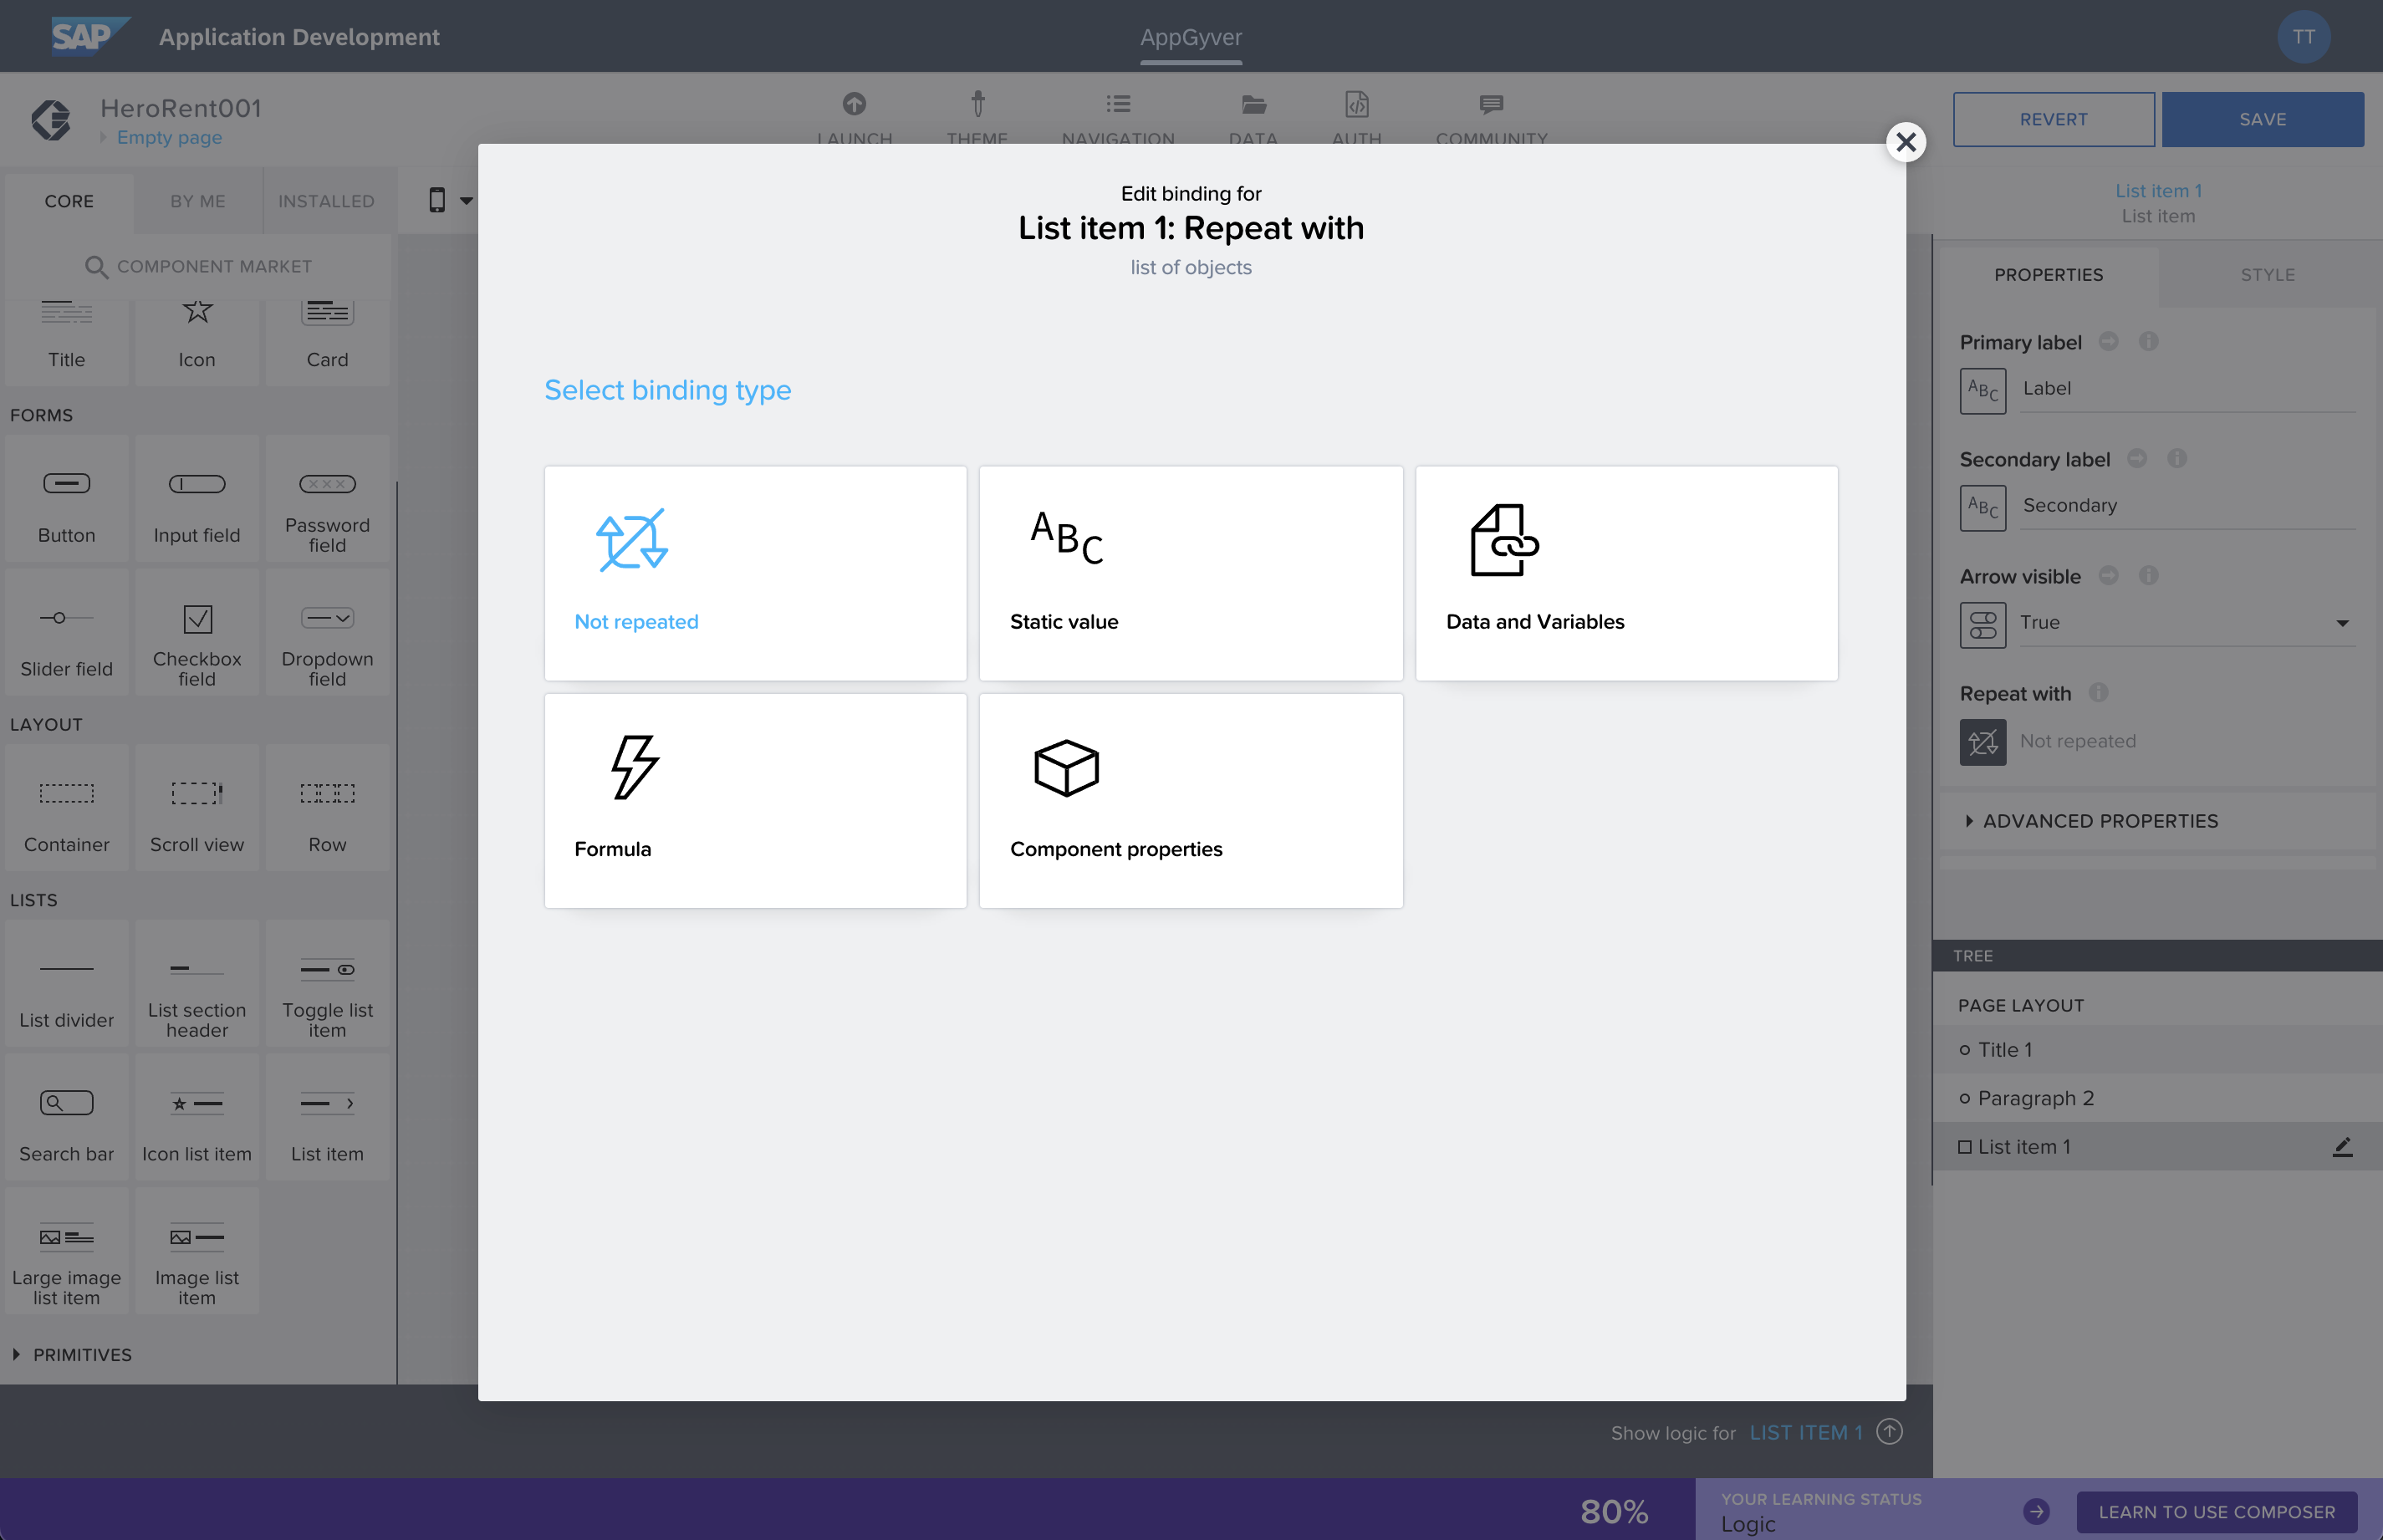 SAP
Application Development
AppGyver
TT
HeroRent001
Empty page
LAUNCH
THEME
NAVIGATION
DATA
AUTH
COMMUNITY
REVERT
SAVE
CORE
BY ME
INSTALLED
COMPONENT MARKET
Title
Icon
Card
FORMS
Button
Input field
Password
field
Slider field
Checkbox
field
Dropdown
field
LAYOUT
Container
Scroll view
Row
LISTS
List divider
List section
header
Toggle list
item
Search bar
Icon list item
List item
Large image
list item
Image list
item
PRIMITIVES
Edit binding for
List item 1: Repeat with
list of objects
Select binding type
Not repeated
ABC
Static value
Data and Variables
Formula
Component properties
List item 1
List item
PROPERTIES
STYLE
Primary label
ABC
Label
Secondary label
ABC
Secondary
Arrow visible
True
Repeat with
Not repeated
ADVANCED PROPERTIES
TREE
PAGE LAYOUT
Title 1
Paragraph 2
List item 1
Show logic for LIST ITEM 1
80%
YOUR LEARNING STATUS
Logic
LEARN TO USE COMPOSER